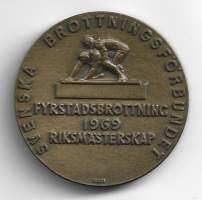 SVENSKA BROTTNINGSFÖRBUNDET
FYRSTADSBROTTNING
1969
RIKSMÄSTERSKAP